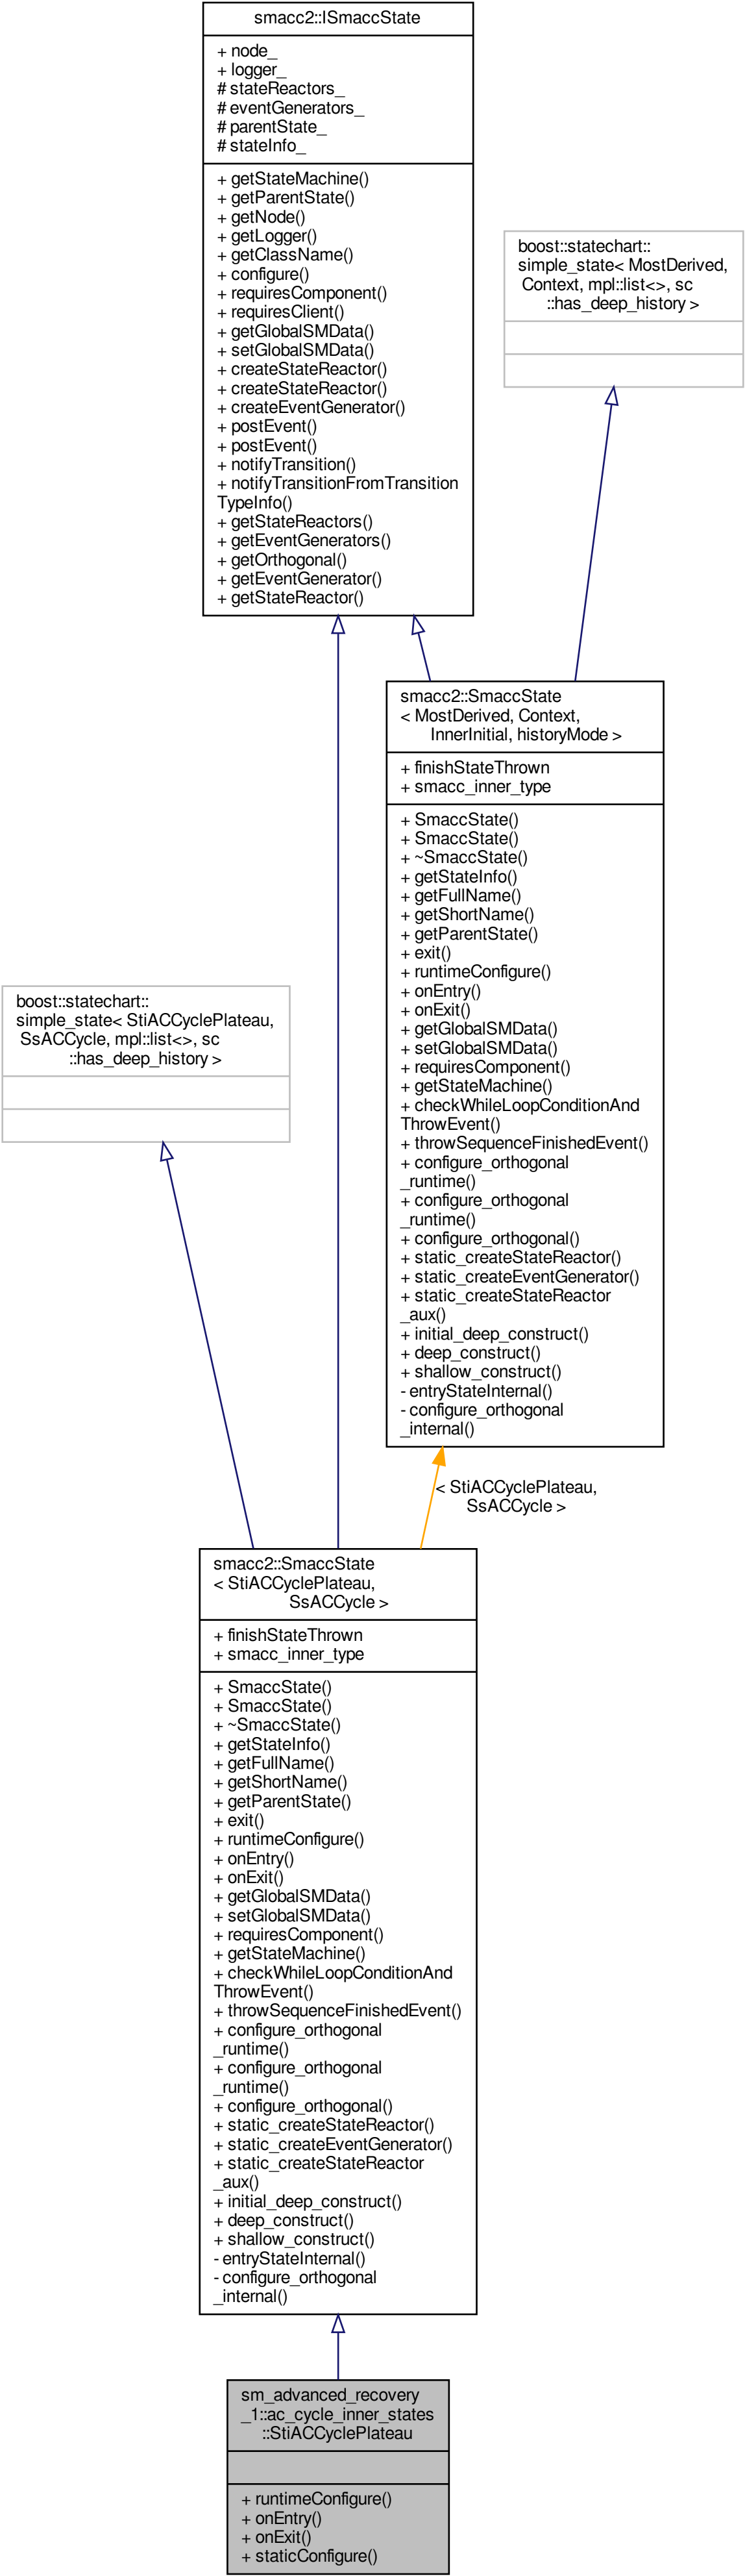 smacc2::ISmaccState
+ node_
+ logger_
# stateReactors_
# eventGenerators_
# parentState_
# stateInfo_
+ getStateMachine()
+ getParentState()
+ getNode()
+ getLogger()
+ getClassName()
+ configure()
+ requiresComponent()
+ requiresClient()
+ getGlobalSMData()
+ setGlobalSMData()
+ createStateReactor()
+ createStateReactor()
+ createEventGenerator()
+ postEvent()
+ postEvent()
+ notifyTransition()
+ notifyTransitionFromTransition
TypeInfo()
+ getStateReactors()
+ getEventGenerators()
+ getOrthogonal()
+ getEventGenerator()
+ getStateReactor()
boost::statechart::
simple_state< MostDerived,
Context, mpl::list<>, sc
::has_deep_history >
smacc2::SmaccState
< MostDerived, Context,
InnerInitial, historyMode >
+ finishStateThrown
+ smacc_inner_type
+ SmaccState()
+ SmaccState()
+ ~SmaccState()
+ getStateInfo()
+ getFullName()
+ getShortName()
+ getParentState()
+ exit()
+ runtimeConfigure()
+ onEntry()
+ onExit()
+ getGlobalSMData()
+ setGlobalSMData()
+ requiresComponent()
+ getStateMachine()
+ checkWhileLoopConditionAnd
ThrowEvent()
+ throwSequenceFinishedEvent()
+ configure_orthogonal
_runtime()
+ configure_orthogonal
_runtime()
+ configure_orthogonal()
+ static_createStateReactor()
+ static_createEventGenerator()
+ static_createStateReactor
_aux()
+ initial_deep_construct()
+ deep_construct()
+ shallow_construct()
- entryStateInternal()
- configure_orthogonal
_internal()
boost::statechart::
simple_state< StiACCyclePlateau,
SsACCycle, mpl::list<>, sc
::has_deep_history >
< StiACCyclePlateau,
SsACCycle >
smacc2::SmaccState
< StiACCyclePlateau,
SsACCycle >
+ finishStateThrown
+ smacc_inner_type
+ SmaccState()
+ SmaccState()
+ ~SmaccState()
+ getStateInfo()
+ getFullName()
+ getShortName()
+ getParentState()
+ exit()
+ runtimeConfigure()
+ onEntry()
+ onExit()
+ getGlobalSMData()
+ setGlobalSMData()
+ requiresComponent()
+ getStateMachine()
+ checkWhileLoopConditionAnd
ThrowEvent()
+ throwSequenceFinishedEvent()
+ configure_orthogonal
_runtime()
+ configure_orthogonal
_runtime()
+ configure_orthogonal()
+ static_createStateReactor()
+ static_createEventGenerator()
+ static_createStateReactor
_aux()
+ initial_deep_construct()
+ deep_construct()
+ shallow_construct()
- entryStateInternal()
- configure_orthogonal
_internal()
sm_advanced_recovery
_1::ac_cycle_inner_states
::StiACCyclePlateau
+ runtimeConfigure()
+ onEntry()
+ onExit()
+ staticConfigure()